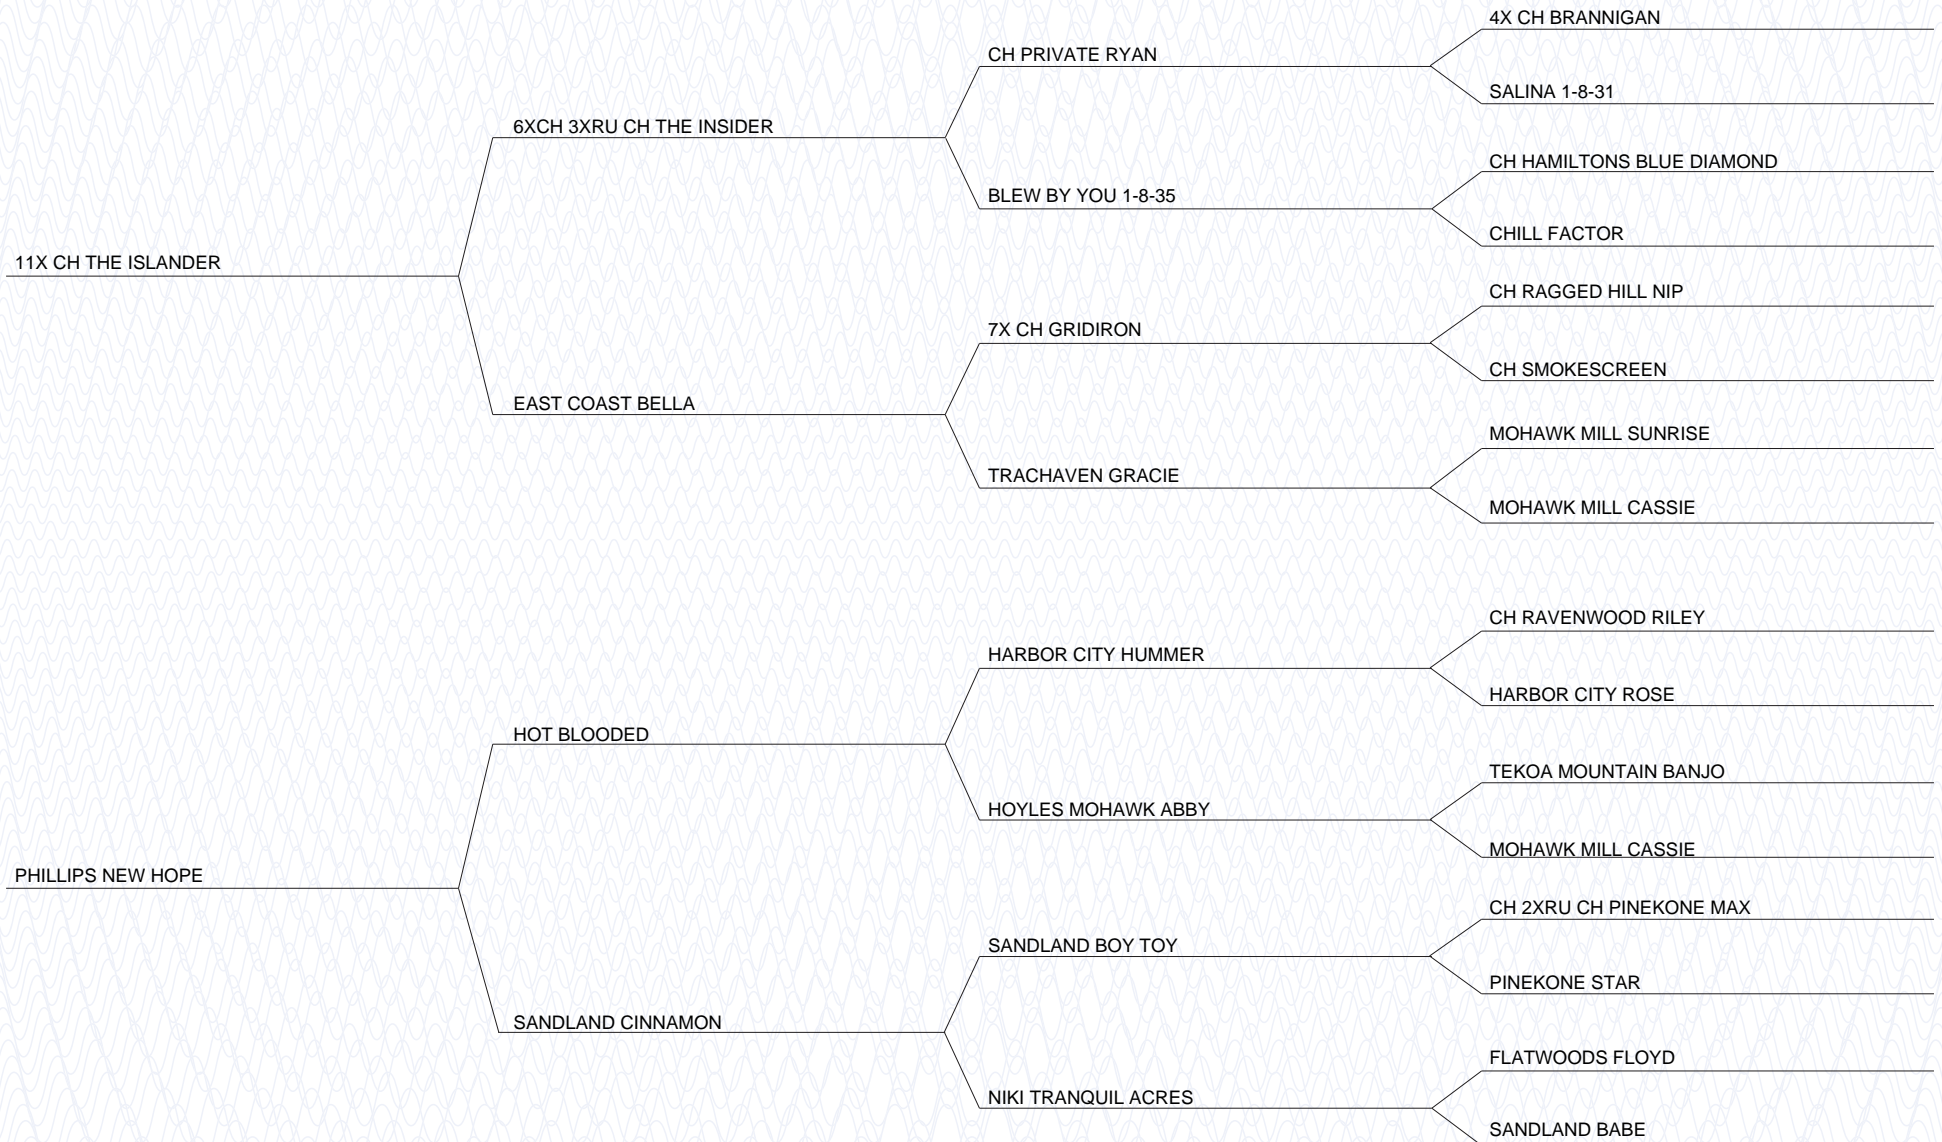 4X CH BRANNIGAN
CH PRIVATE RYAN
SALINA 1-8-31
6XCH 3XRU CH THE INSIDER
CH HAMILTONS BLUE DIAMOND
BLEW BY YOU 1-8-35
CHILL FACTOR
11X CH THE ISLANDER
CH RAGGED HILL NIP
7X CH GRIDIRON
CH SMOKESCREEN
EAST COAST BELLA
MOHAWK MILL SUNRISE
TRACHAVEN GRACIE
MOHAWK MILL CASSIE
CH RAVENWOOD RILEY
HARBOR CITY HUMMER
HARBOR CITY ROSE
HOT BLOODED
TEKOA MOUNTAIN BANJO
HOYLES MOHAWK ABBY
MOHAWK MILL CASSIE
PHILLIPS NEW HOPE
CH 2XRU CH PINEKONE MAX
SANDLAND BOY TOY
PINEKONE STAR
SANDLAND CINNAMON
FLATWOODS FLOYD
NIKI TRANQUIL ACRES
SANDLAND BABE